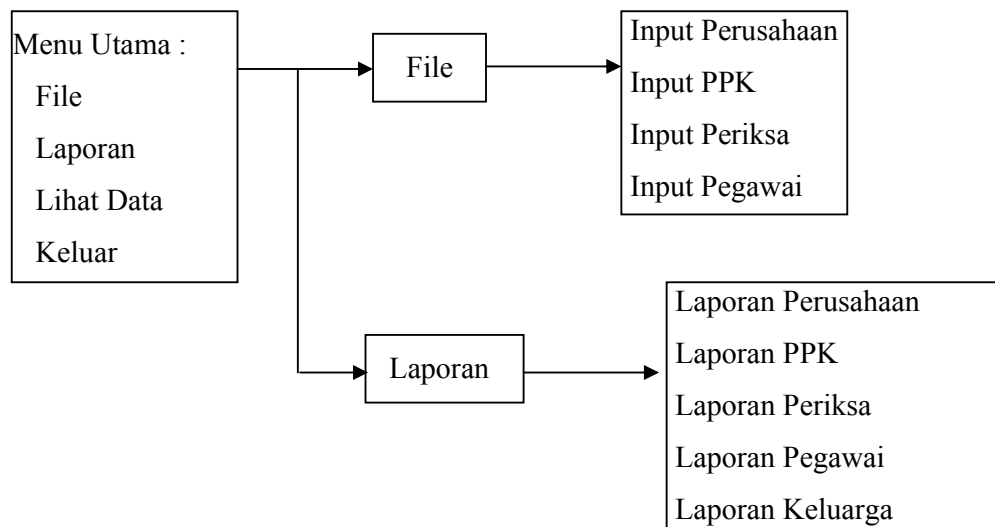 Menu Utama :
File
Laporan
Lihat Data
Keluar
File
Input Perusahaan
Input PPK
Input Periksa
Input Pegawai
Laporan
Laporan Perusahaan
Laporan PPK
Laporan Periksa
Laporan Pegawai
Laporan Keluarga